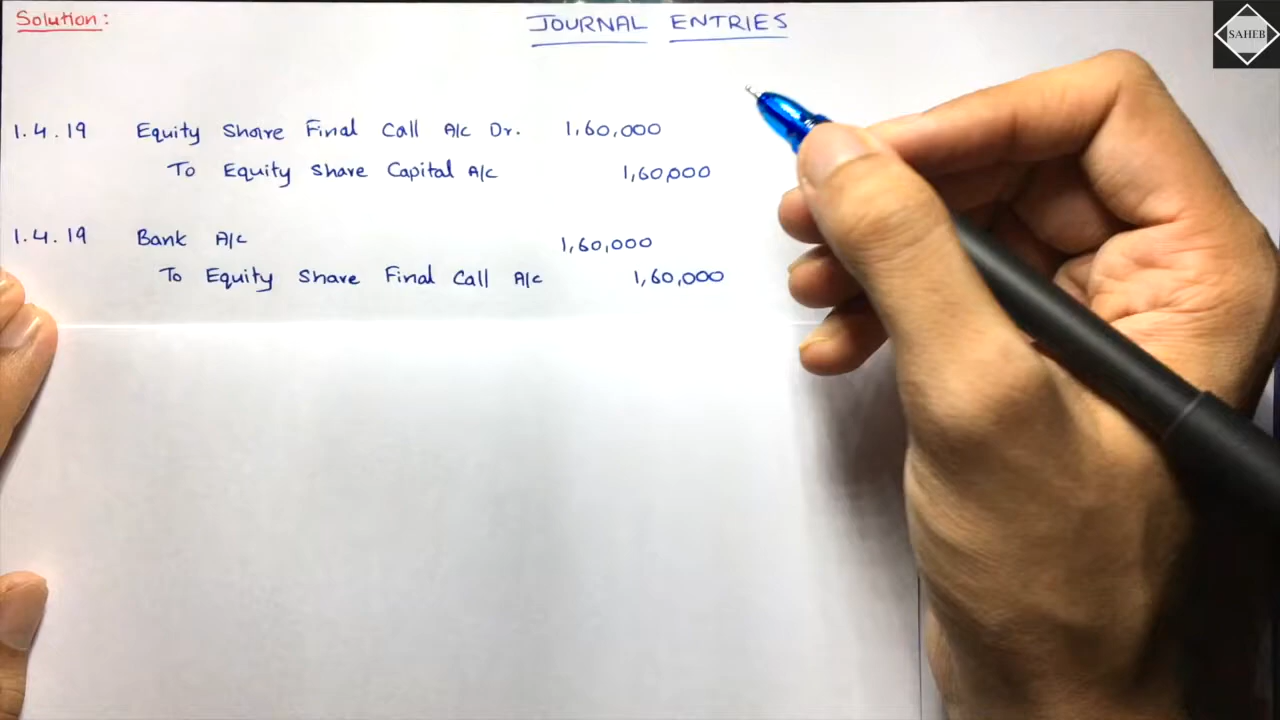 Solution:
JOURNAL ENTRIES
SAHEB
1.4.19 Equity Share Final Call A/c Dr. 1,60,000
To Equity Share Capital A/c 1,60,000
1.4.19 Bank A/c 1,60,000
To Equity Share Final Call A/c 1,60,000